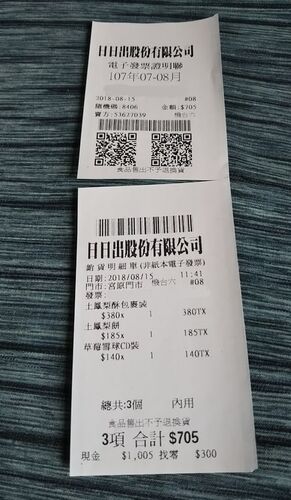 日日出股份有限公司
電子發票證明聯
107年07-08月
2018-08-15 #08
隨機碼:8406 金額:$705
賣方:53627039 機台六
食品售出不予退換貨
日日出股份有限公司
銷貨明細單(非紙本電子發票)
日期:2018/08/15 11:41
門市:宮原門市 機台六 #08
發票:
土鳳梨酥包裹裝
$380x 1 380TX
土鳳梨餅
$185x 1 185TX
草莓雪球CD裝
$140x 1 140TX
總共:3個 內用
食品售出不予退換貨
3項 合計 $705
現金 $1,005 找零 $300